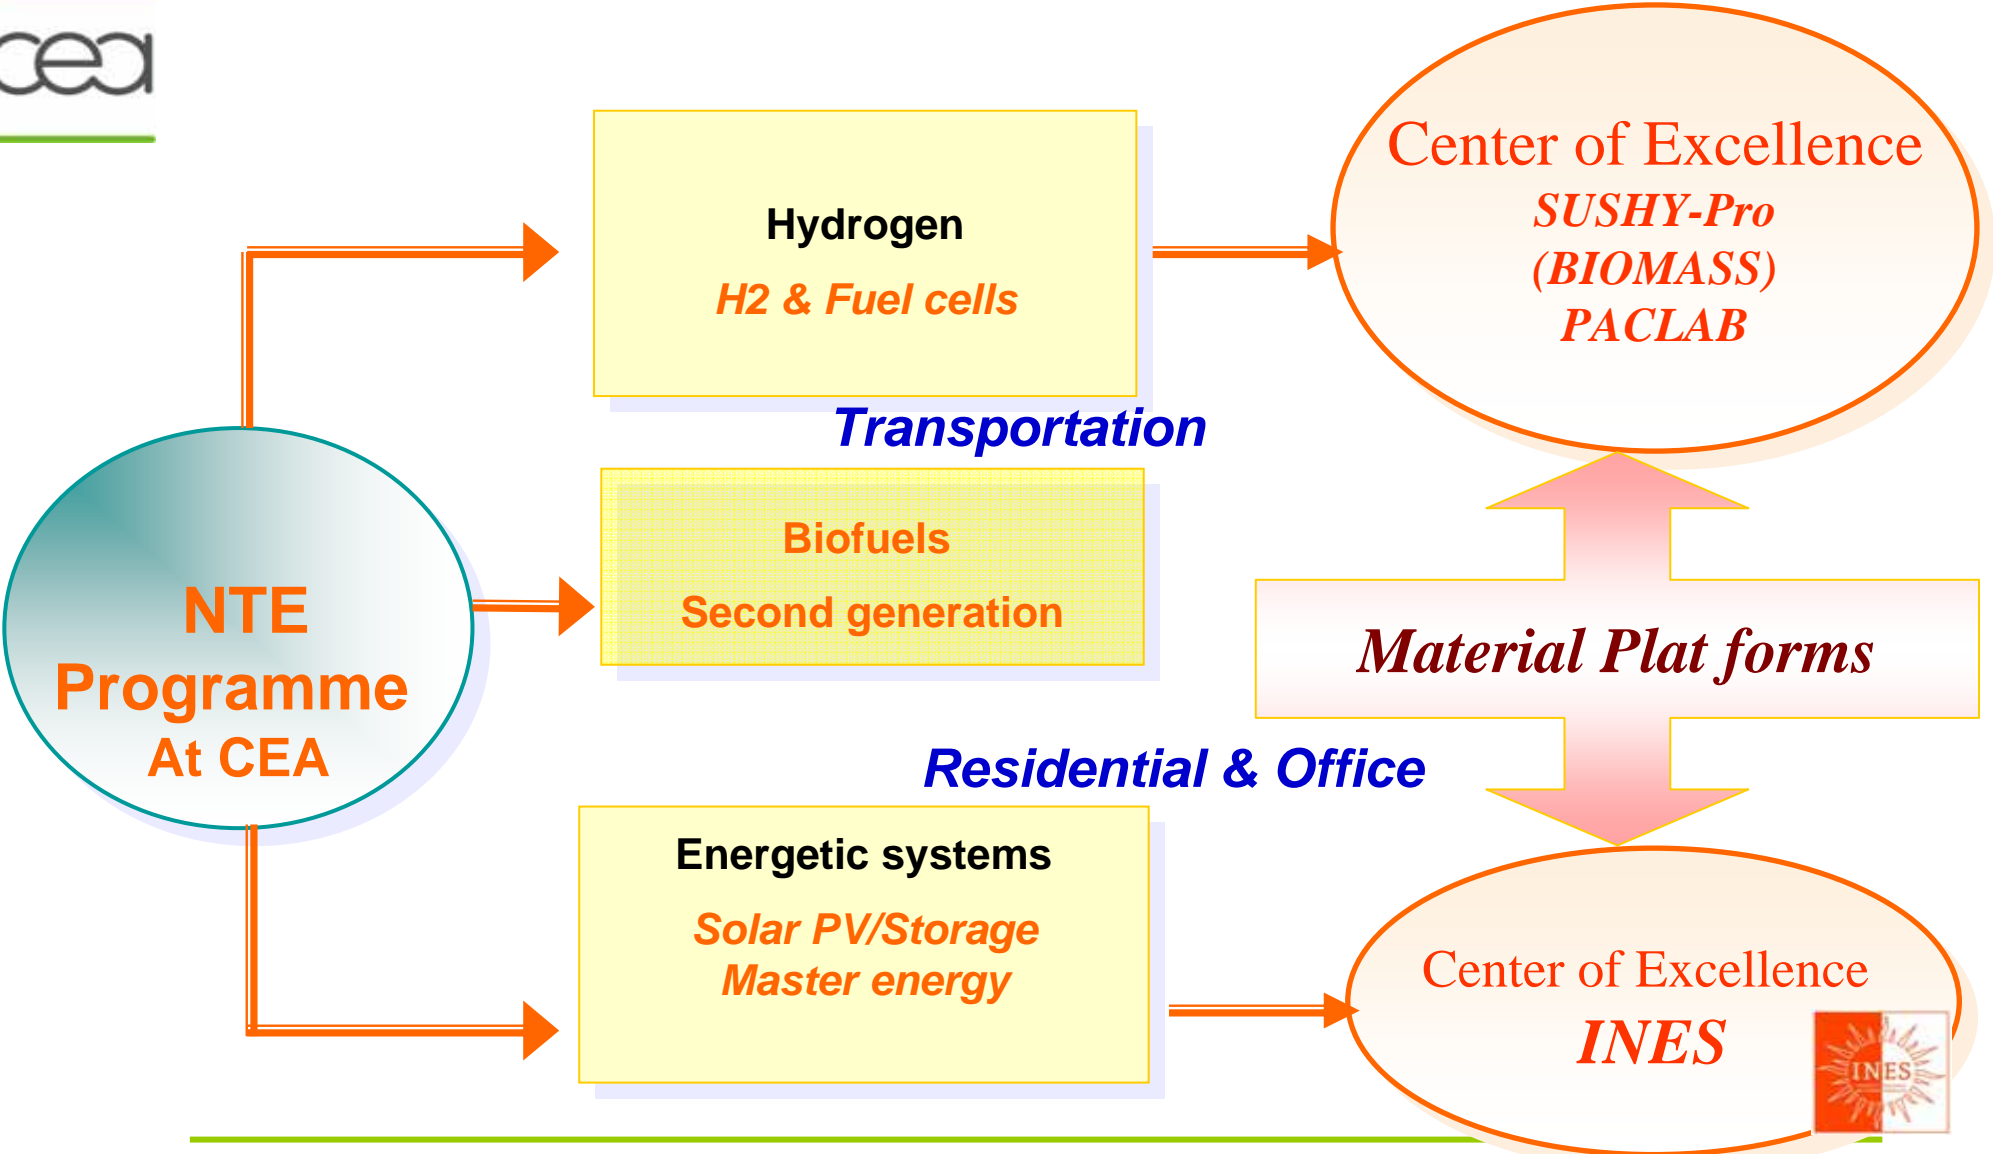 cea
Hydrogen
H2 & Fuel cells
Center of Excellence
SUSHY-Pro
(BIOMASS)
PACLAB
Transportation
Biofuels
Second generation
NTE
Programme
At CEA
Material Plat forms
Residential & Office
Energetic systems
Solar PV/Storage
Master energy
Center of Excellence
INES
INES